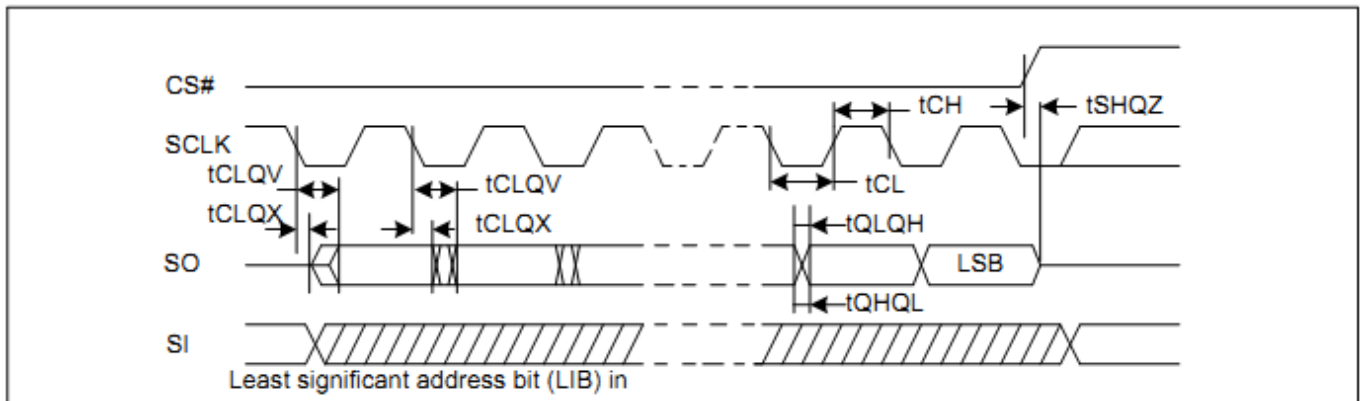 CS#
tCH
tSHQZ
SCLK
tCLQV
tCLQV
tCL
tCLQX
tCLQX
tQLQH
SO
LSB
tQHQL
SI
Least significant address bit (LIB) in